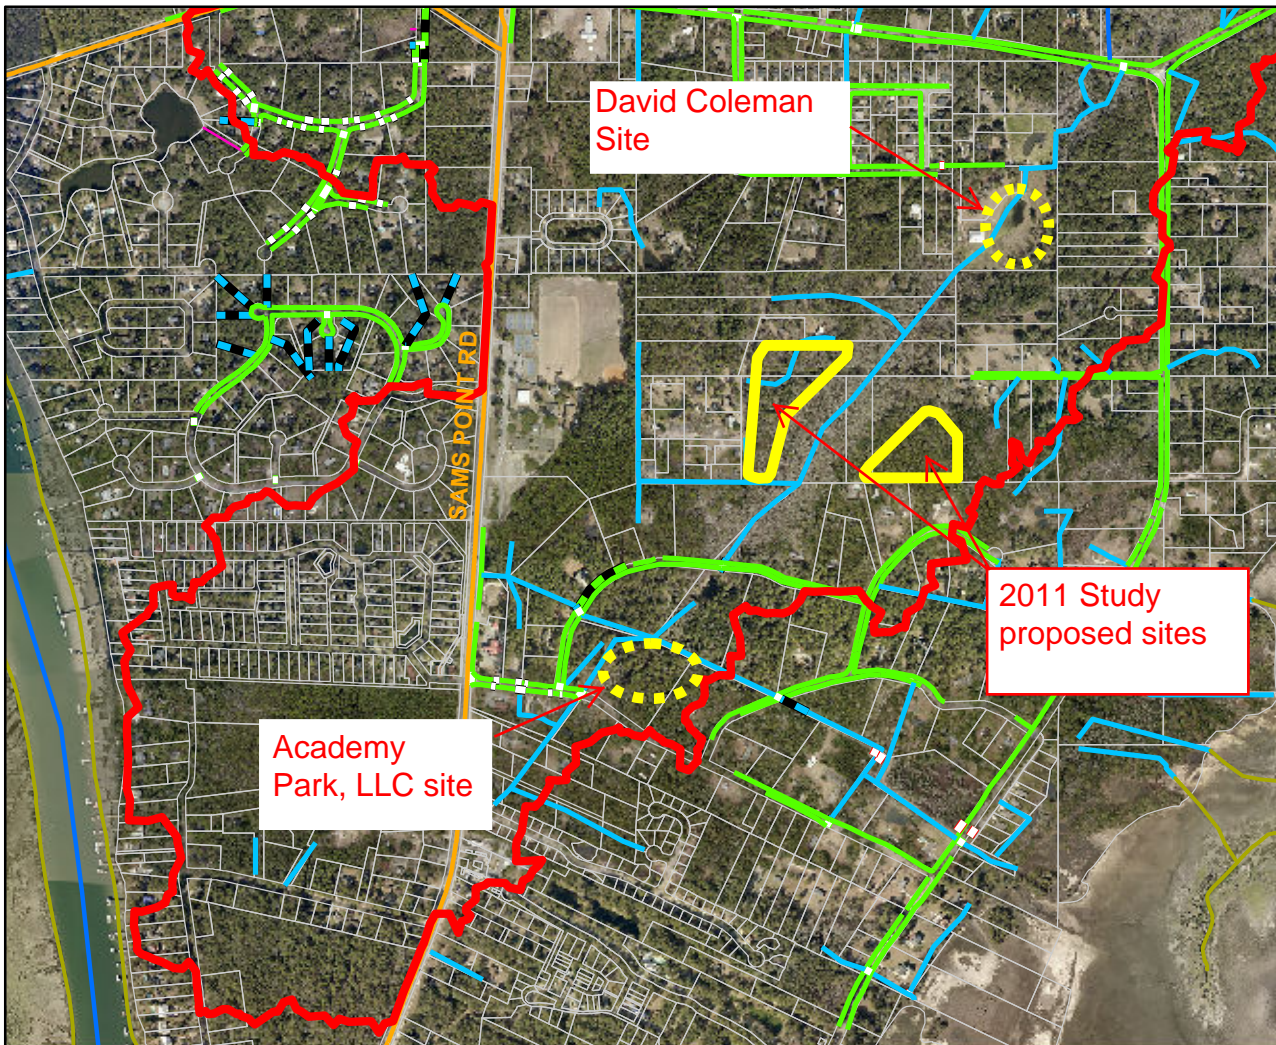 David Coleman
Site
SAMS POINT RD
2011 Study
proposed sites
Academy
Park, LLC site